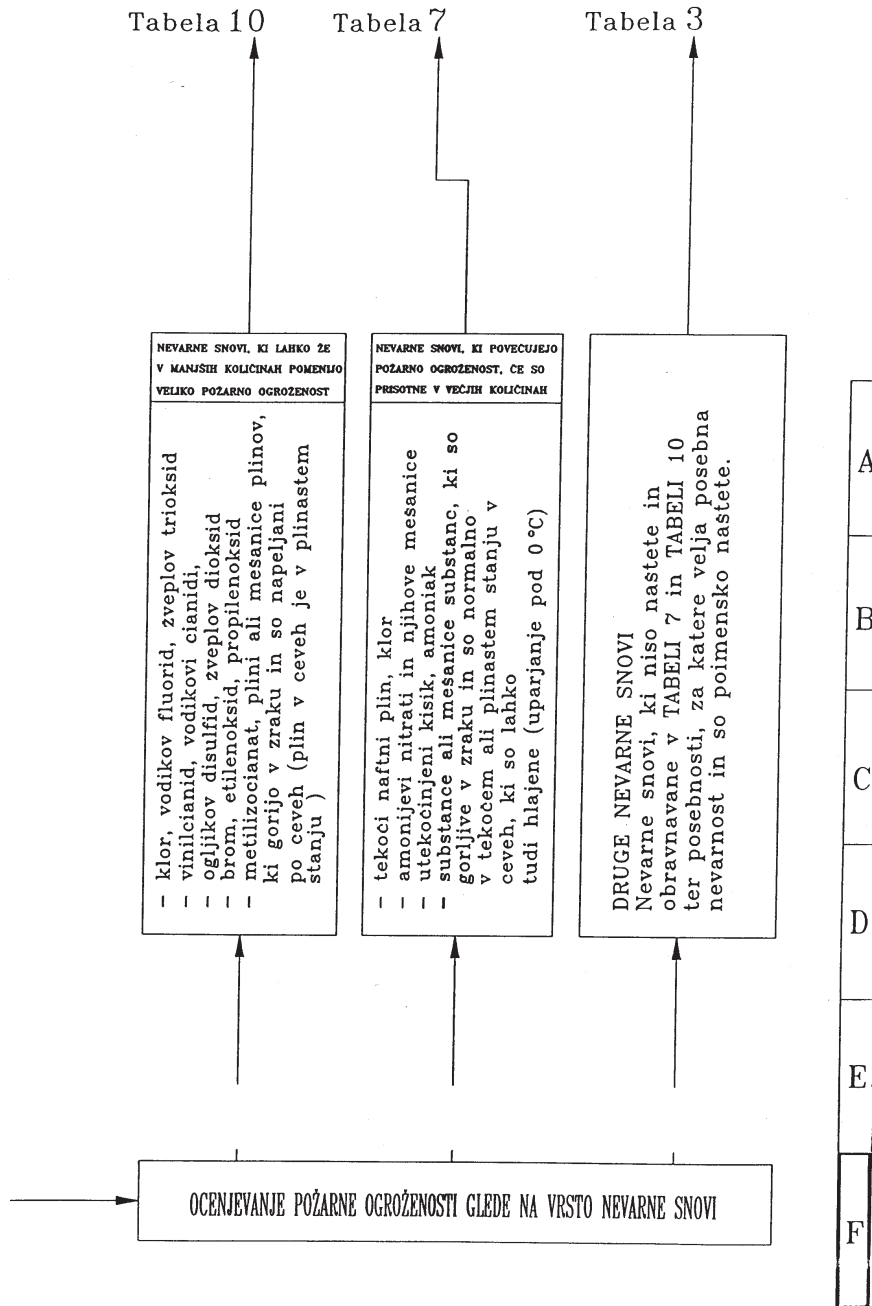 Tabela 10
Tabela 7
Tabela 3
NEVARNE SNOVI, KI LAHKO ŽE
V MANJŠIH KOLIČINAH POMENIJO
VELIKO POŽARNO OGROŽENOST
– klor, vodikov fluorid, žveplov trioksid
– vinilcianid, vodikovi cianidi,
– ogljikov disulfid, žveplov dioksid
– brom, etilenoksid, propilenoksid
– metilizocianat, plini ali mešanice plinov,
ki gorijo v zraku in so napeljani
po ceveh (plin v ceveh je v plinastem
stanju )
NEVARNE SNOVI, KI POVEČUJEJO
POŽARNO OGROŽENOST, ČE SO
PRISOTNE V VEČJIH KOLIČINAH
– tekoči naftni plin, klor
– amonijevi nitrati in njihove mešanice
– utekočinjeni kisik, amoniak
– substance ali mešanice substanc, ki so
gorljive v zraku in so normalno
v tekočem ali plinastem stanju v
ceveh, ki so lahko
tudi hlajene (uparjanje pod 0 °C)
DRUGE NEVARNE SNOVI
Nevarne snovi, ki niso naštete in
obravnavane v TABELI 7 in TABELI 10
ter posebnosti, za katere velja posebna
nevarnost in so poimensko naštete.
OCENJEVANJE POŽARNE OGROŽENOSTI GLEDE NA VRSTO NEVARNE SNOVI
A
B
C
D
E
F